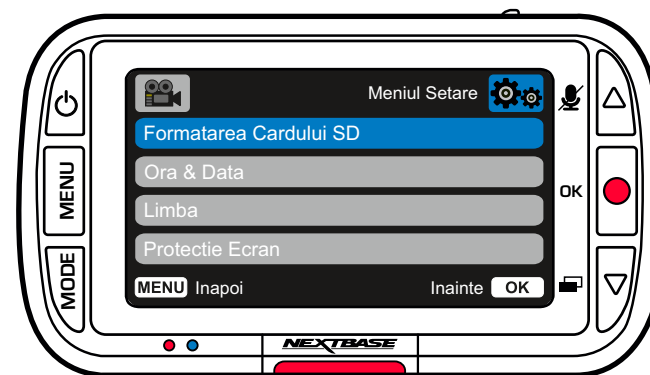 Meniul Setare
Formatarea Cardului SD
Ora & Data
MENU
OK
Limba
Protectie Ecran
MODE
MENU Inapoi
Inainte OK
NEXTBASE